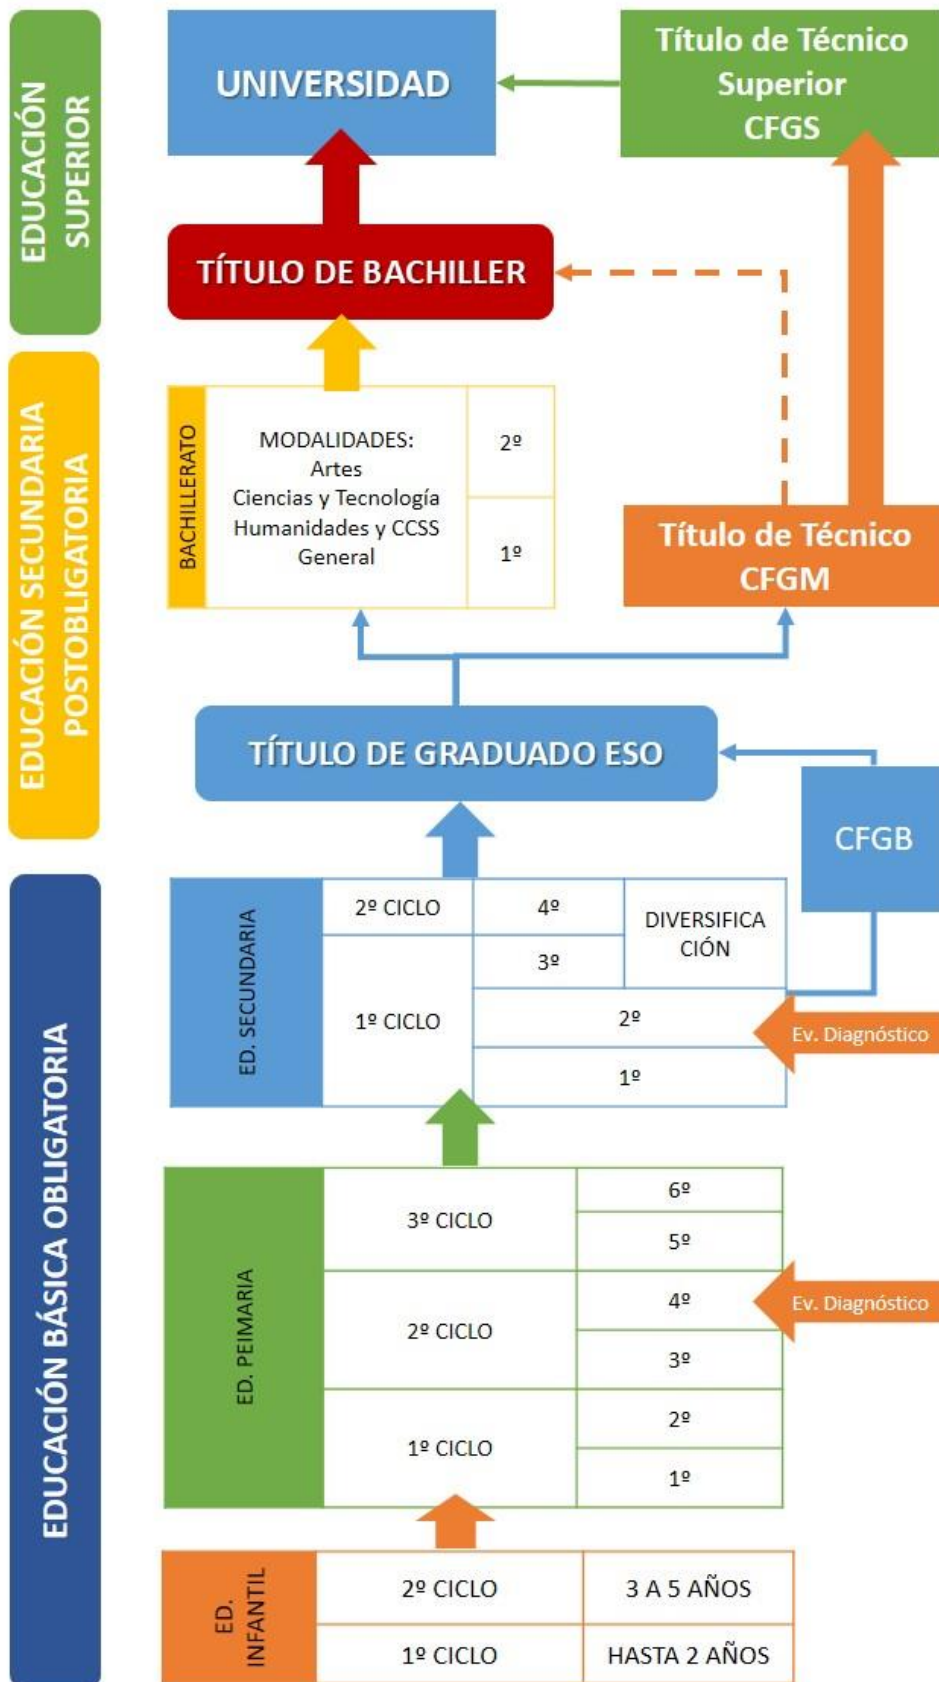 EDUCACIÓN
SUPERIOR
UNIVERSIDAD
Título de Técnico
Superior
CFGS
TÍTULO DE BACHILLER
EDUCACIÓN SECUNDARIA
POSTOBLIGATORIA
BACHILLERATO
MODALIDADES:
Artes
Ciencias y Tecnología
Humanidades y CCSS
General
2º
1º
Título de Técnico
CFGM
TÍTULO DE GRADUADO ESO
CFGB
EDUCACIÓN BÁSICA OBLIGATORIA
ED. SECUNDARIA
2º CICLO
4º
DIVERSIFICA
CIÓN
3º
1º CICLO
2º
Ev. Diagnóstico
1º
ED. PEIMARIA
3º CICLO
6º
5º
2º CICLO
4º
Ev. Diagnóstico
3º
1º CICLO
2º
1º
ED.
INFANTIL
2º CICLO
3 A 5 AÑOS
1º CICLO
HASTA 2 AÑOS